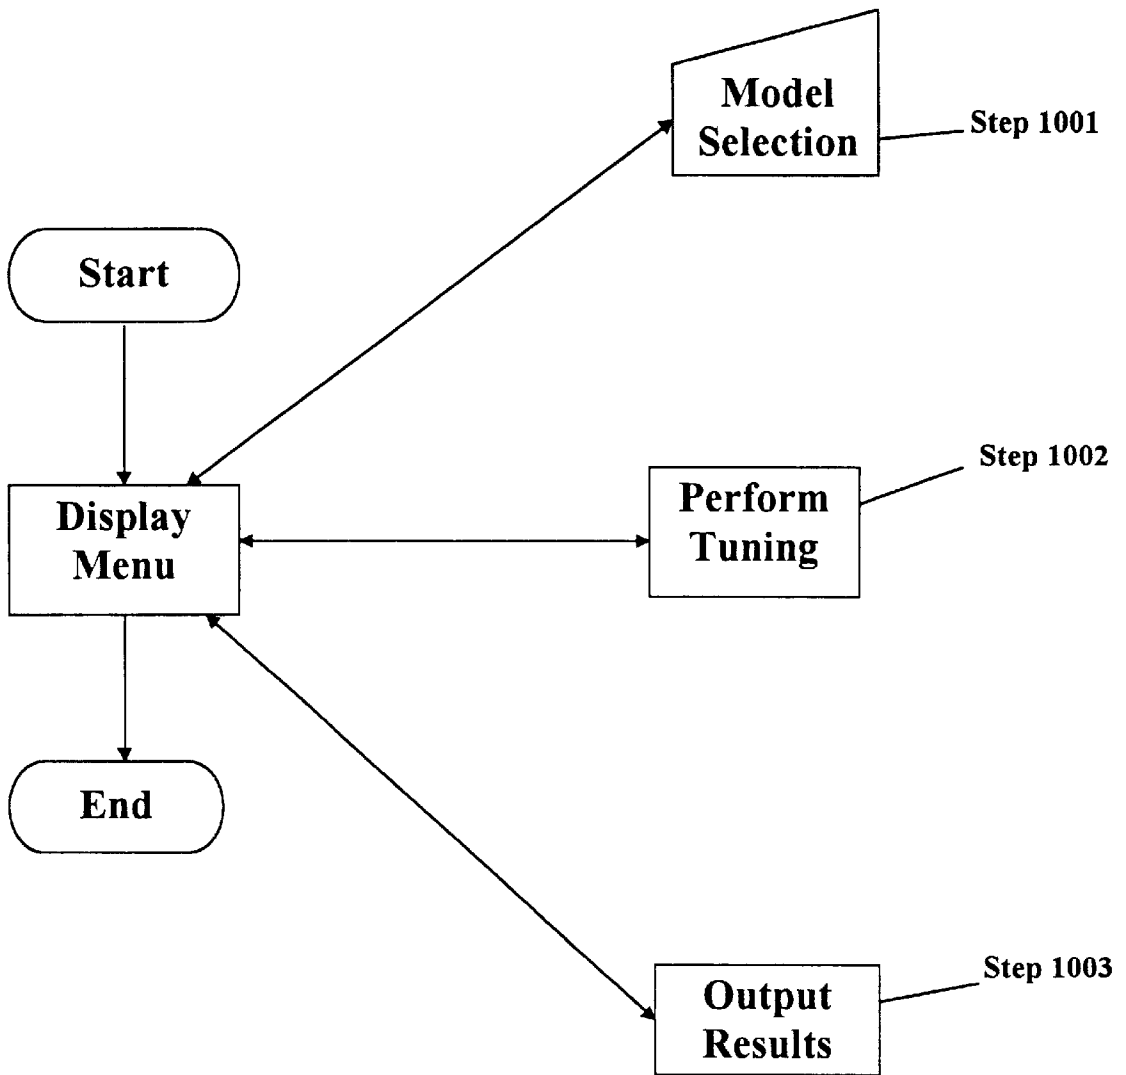 Model
Selection
Step 1001
Start
Display
Menu
Perform
Tuning
Step 1002
End
Output
Results
Step 1003